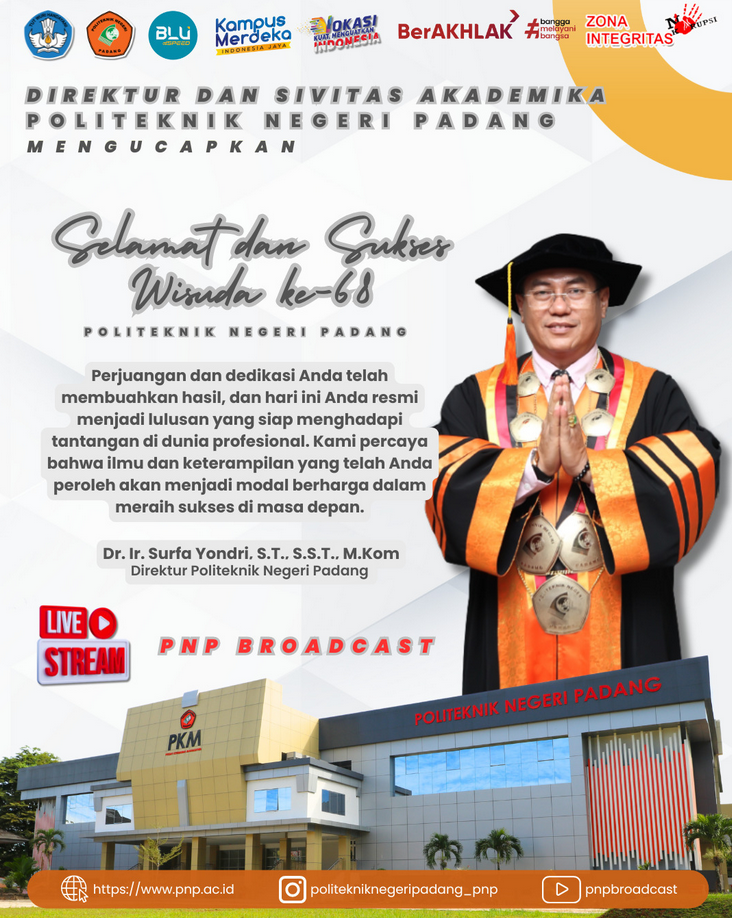 POLITEKNIK NEGERI
PADANG
BLU
SPEED
Kampus
Merdeka
INDONESIA JAYA
VOKASI
KUAT, MENGUATKAN
INDONESIA
BerAKHLAK
#bangga
melayani
bangsa
ZONA
INTEGRITAS
DIREKTUR DAN SIVITAS AKADEMIKA
POLITEKNIK NEGERI PADANG
MENGUCAPKAN
Selamat dan Sukses
Wisuda ke-68
POLITEKNIK NEGERI PADANG
Perjuangan dan dedikasi Anda telah
membuahkan hasil, dan hari ini Anda resmi
menjadi lulusan yang siap menghadapi
tantangan di dunia profesional. Kami percaya
bahwa ilmu dan keterampilan yang telah Anda
peroleh akan menjadi modal berharga dalam
meraih sukses di masa depan.
Dr. Ir. Surfa Yondri, S.T., S.S.T., M.Kom
Direktur Politeknik Negeri Padang
LIVE
STREAM
PNP BROADCAST
POLITEKNIK NEGERI PADANG
PKM
https://www.pnp.ac.id
politekniknegeripadang_pnp
pnpbroadcast